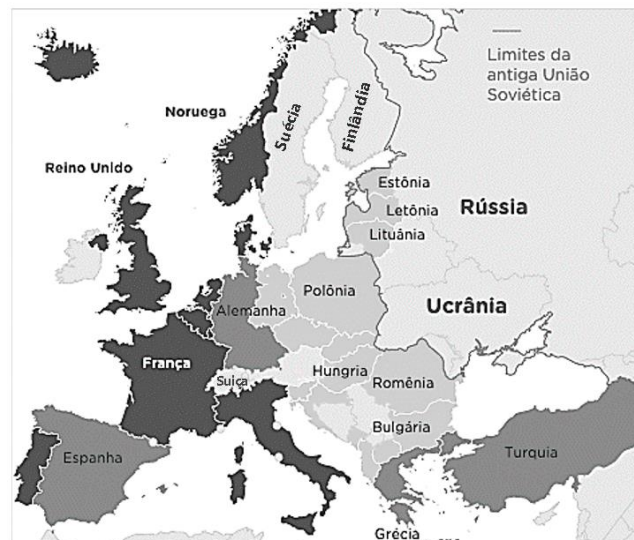 Limites da
antiga União
Soviética
Noruega
Suécia
Finlândia
Reino Unido
Estônia
Letônia
Lituânia
Rússia
Polônia
Alemanha
Ucrânia
França
Suiça
Hungria
Romênia
Bulgária
Espanha
Turquia
Grécia